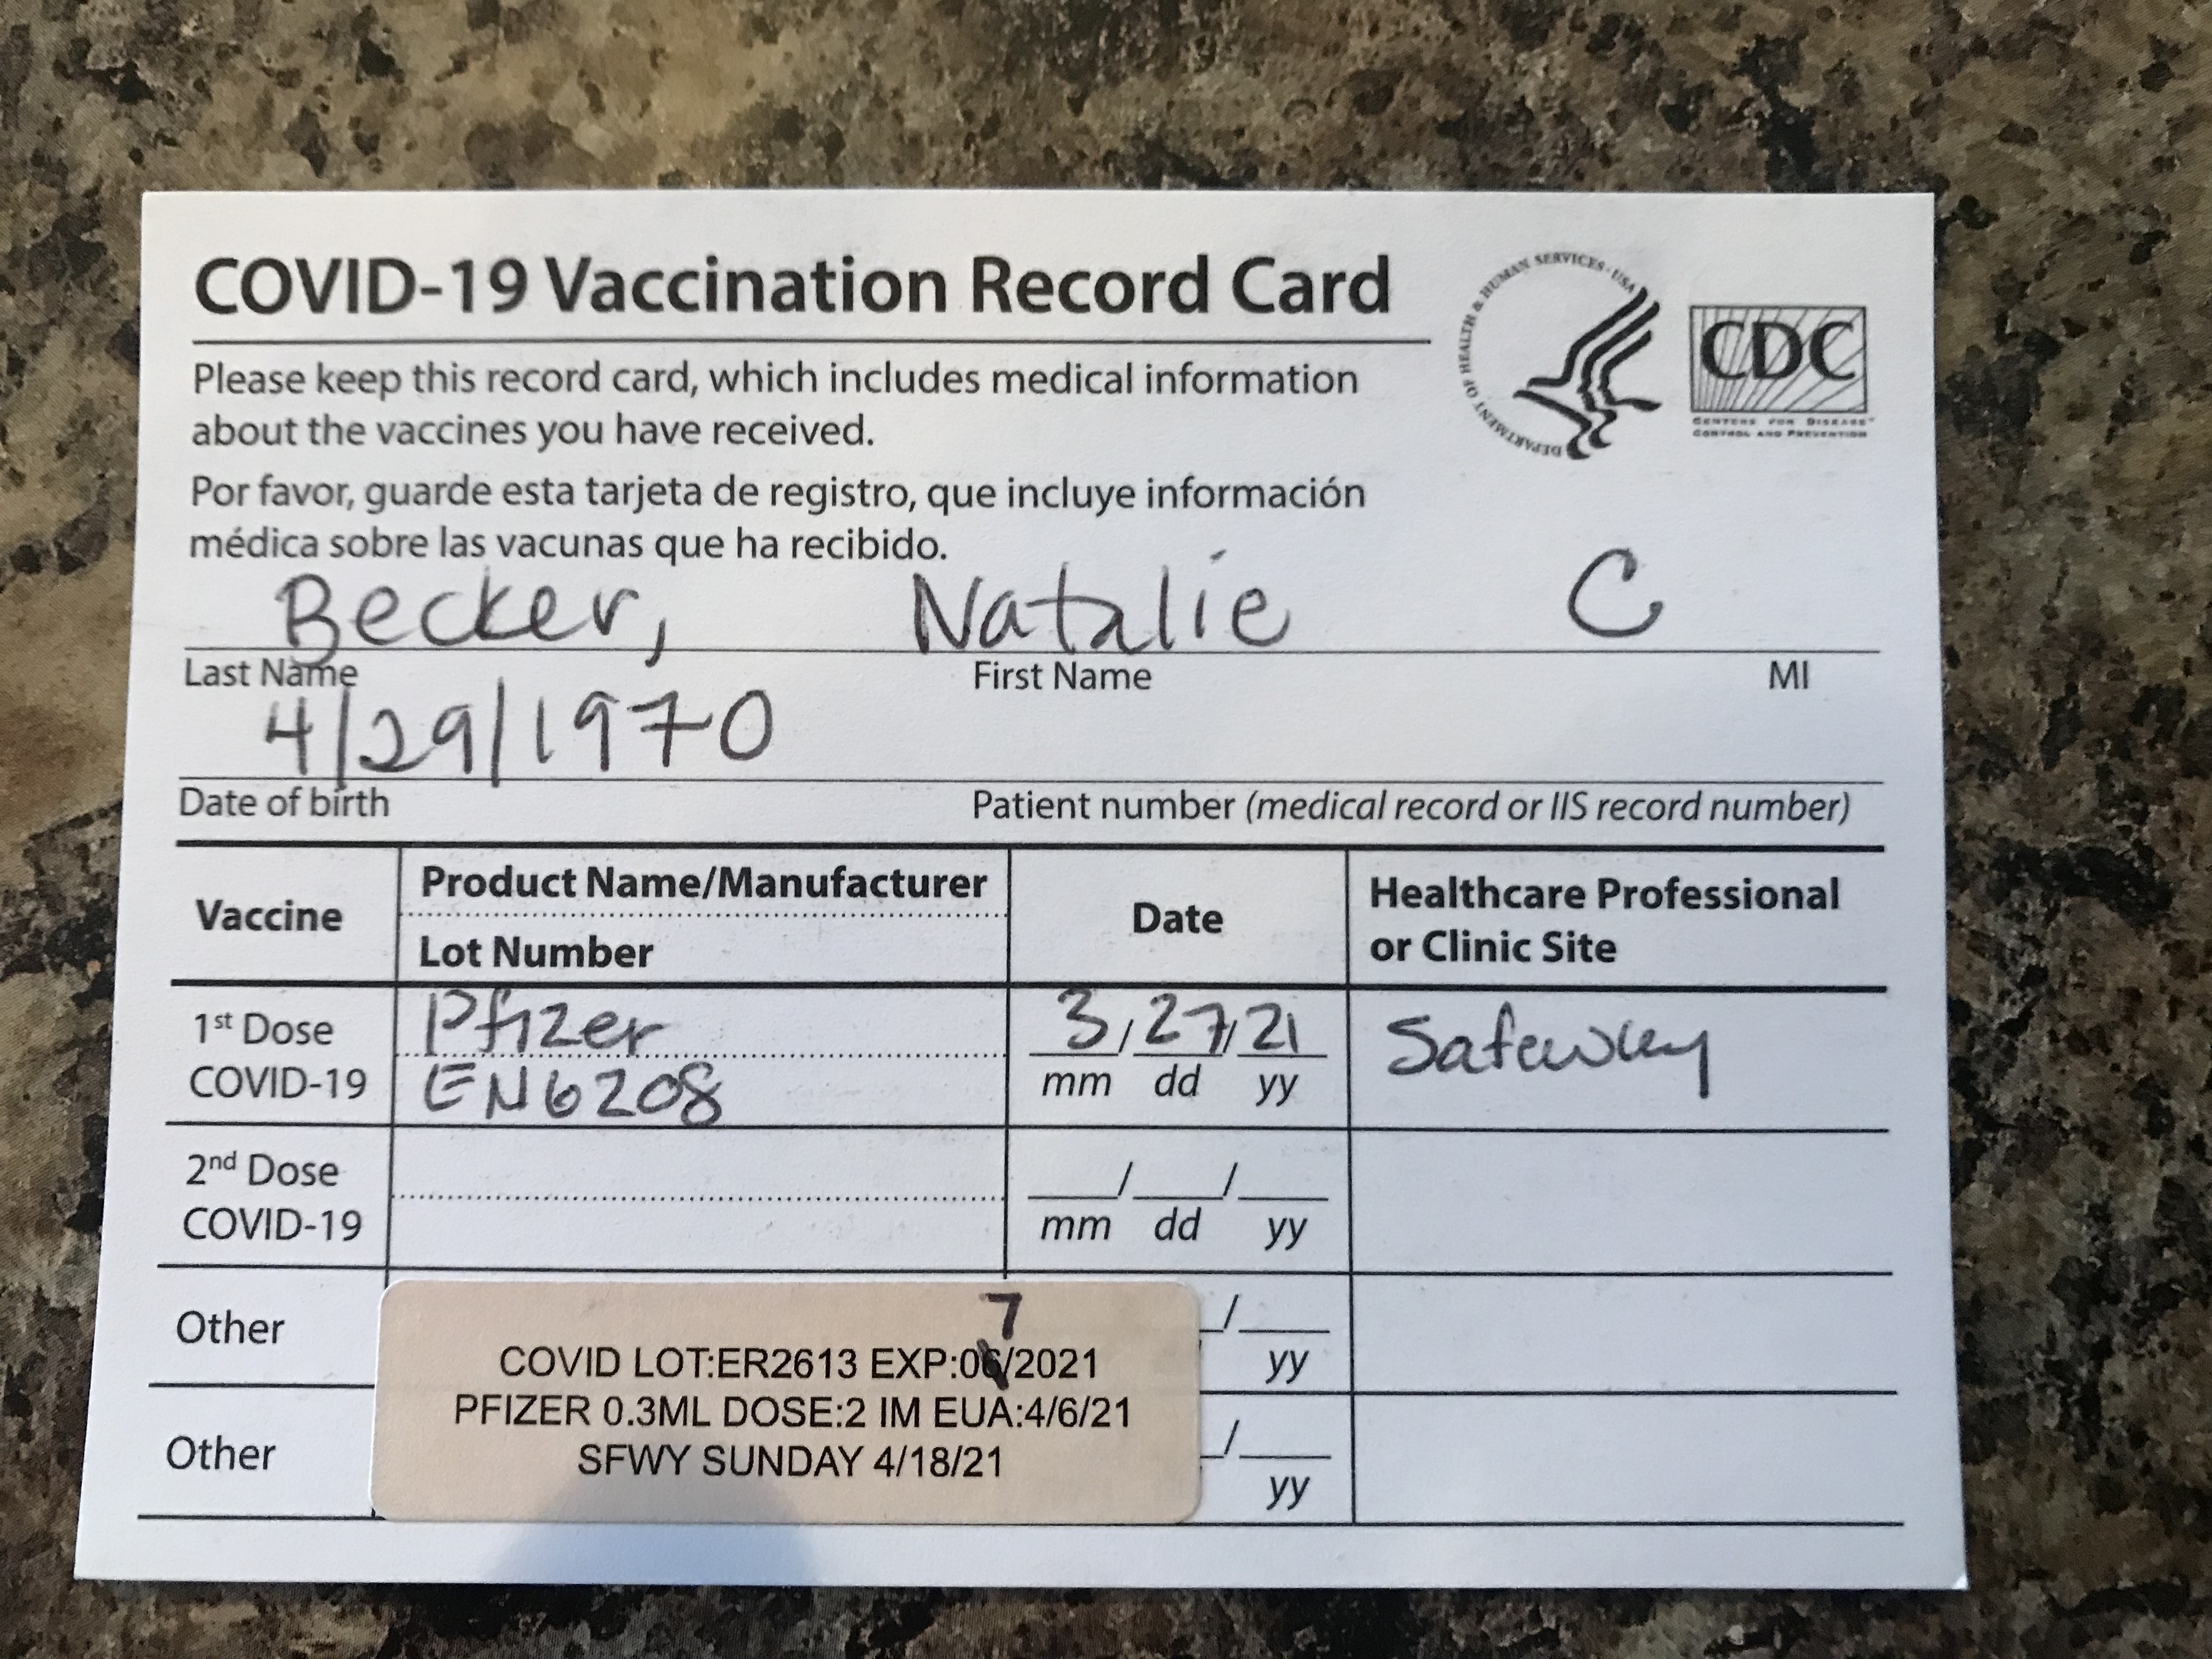 COVID-19 Vaccination Record Card
DEPARTMENT OF HEALTH & HUMAN SERVICES · USA
CDC
CENTERS FOR DISEASE
CONTROL AND PREVENTION
Please keep this record card, which includes medical information
about the vaccines you have received.
Por favor, guarde esta tarjeta de registro, que incluye información
médica sobre las vacunas que ha recibido.
Becker, Natalie C
Last Name First Name MI
4/29/1970
Date of birth Patient number (medical record or IIS record number)
Vaccine Product Name/Manufacturer Date Healthcare Professional
Lot Number or Clinic Site
1st Dose Pfizer 3/27/21 Safeway
COVID-19 EN6208 mm dd yy
2nd Dose ___/___/___
COVID-19 mm dd yy
Other /___
yy
7
COVID LOT:ER2613 EXP:06/2021
PFIZER 0.3ML DOSE:2 IM EUA:4/6/21
SFWY SUNDAY 4/18/21
Other /___
yy